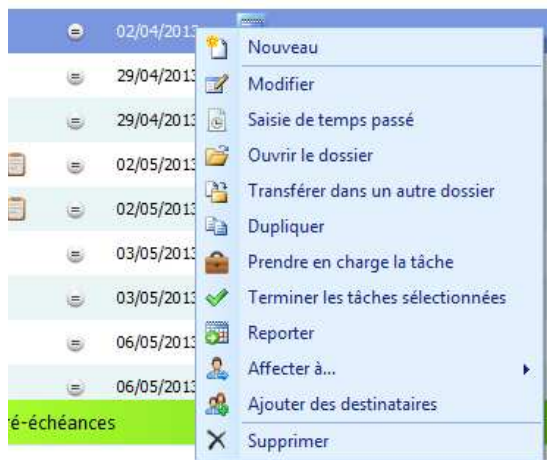 02/04/2013
Nouveau
29/04/2013
Modifier
29/04/2013
Saisie de temps passé
02/05/2013
Ouvrir le dossier
Transférer dans un autre dossier
02/05/2013
Dupliquer
03/05/2013
Prendre en charge la tâche
03/05/2013
Terminer les tâches sélectionnées
06/05/2013
Reporter
Affecter à...
06/05/2013
Ajouter des destinataires
ré-échéances
Supprimer